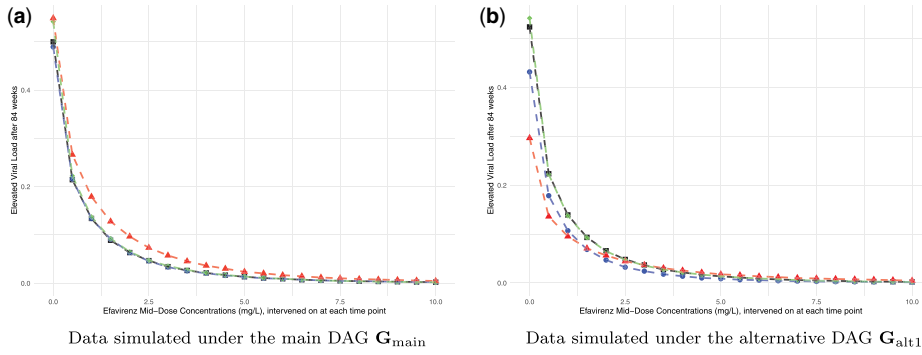 (a)
Elevated Viral Load after 84 weeks
0.4
0.2
0.0
0.0 2.5 5.0 7.5 10.0
Efavirenz Mid−Dose Concentrations (mg/L), intervened on at each time point
Data simulated under the main DAG Gmain
(b)
Elevated Viral Load after 84 weeks
0.4
0.2
0.0
0.0 2.5 5.0 7.5 10.0
Efavirenz Mid−Dose Concentrations (mg/L), intervened on at each time point
Data simulated under the alternative DAG Galt1